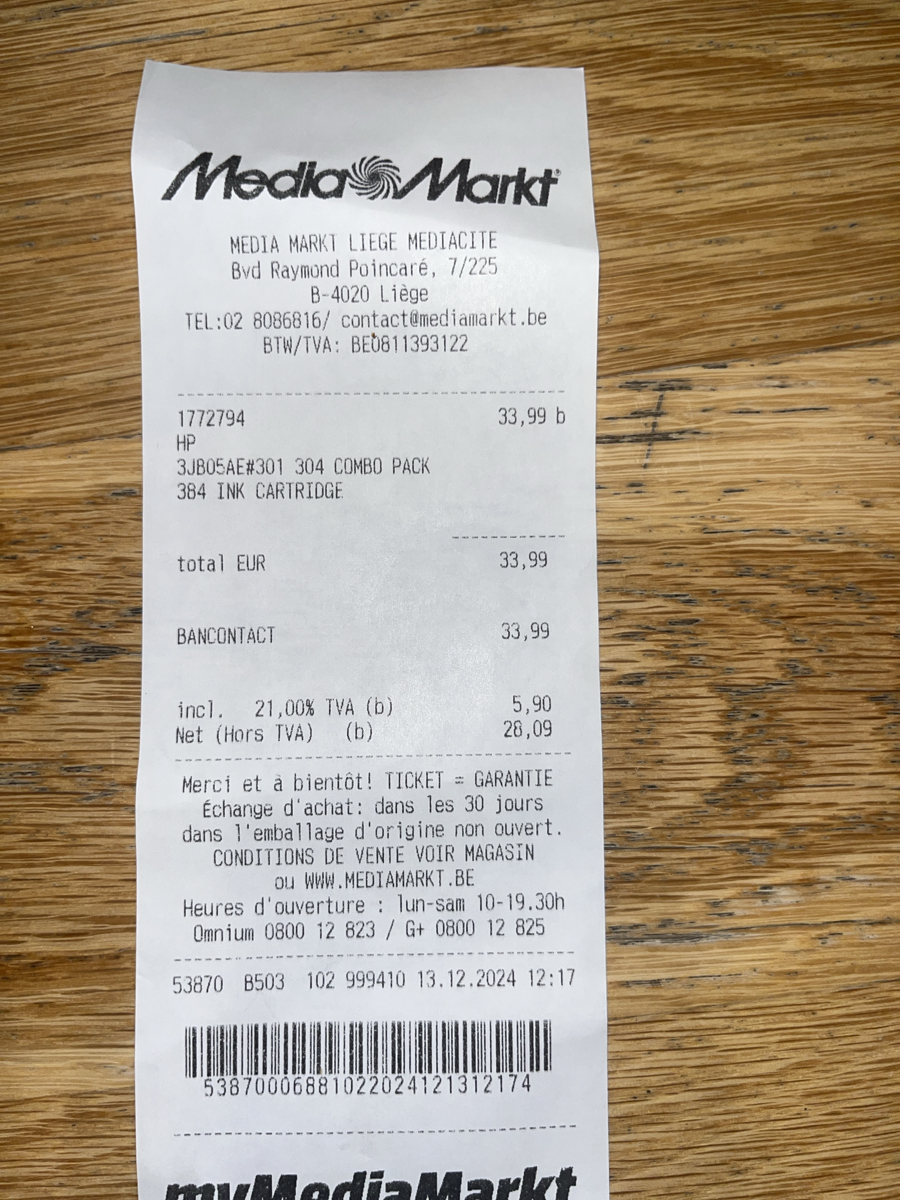 Media Markt
MEDIA MARKT LIEGE MEDIACITE
Bvd Raymond Poincaré, 7/225
B-4020 Liège
TEL:02 8086816/ contact@mediamarkt.be
BTW/TVA: BE0811393122
1772794 33,99 b
HP
3JB05AE#301 304 COMBO PACK
384 INK CARTRIDGE
total EUR 33,99
BANCONTACT 33,99
incl. 21,00% TVA (b) 5,90
Net (Hors TVA) (b) 28,09
Merci et à bientôt! TICKET = GARANTIE
Échange d'achat: dans les 30 jours
dans l'emballage d'origine non ouvert.
CONDITIONS DE VENTE VOIR MAGASIN
ou WWW.MEDIAMARKT.BE
Heures d'ouverture : lun-sam 10-19.30h
Omnium 0800 12 823 / G+ 0800 12 825
53870 B503 102 999410 13.12.2024 12:17
53870006881022024121312174
myMediaMarkt